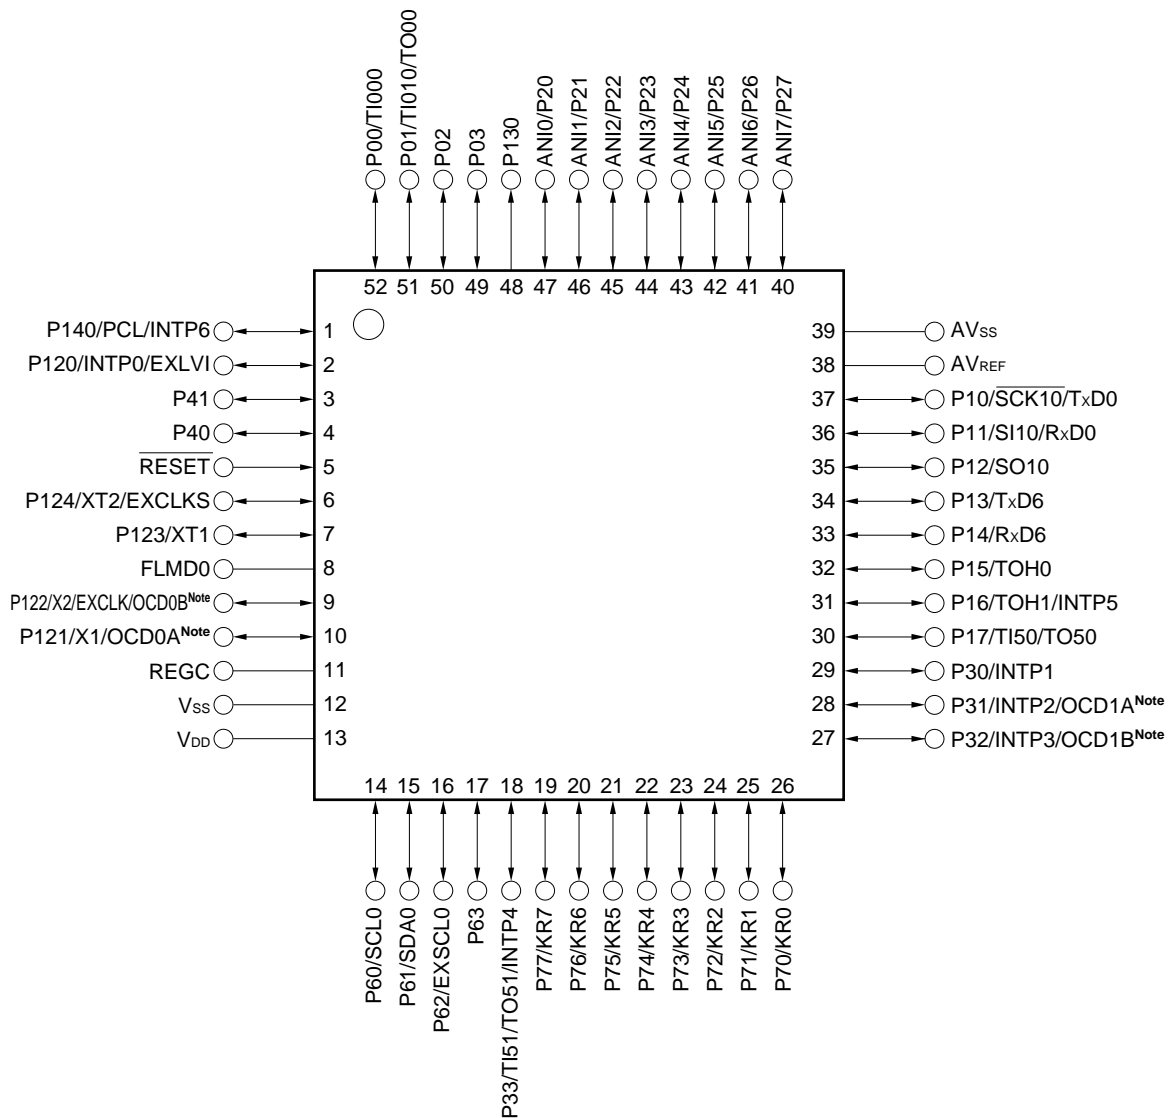 P00/TI000
P01/TI010/TO00
P02
P03
P130
ANI0/P20
ANI1/P21
ANI2/P22
ANI3/P23
ANI4/P24
ANI5/P25
ANI6/P26
ANI7/P27
52 51 50 49 48 47 46 45 44 43 42 41 40
P140/PCL/INTP6 1
P120/INTP0/EXLVI 2
P41 3
P40 4
RESET 5
P124/XT2/EXCLKS 6
P123/XT1 7
FLMD0 8
P122/X2/EXCLK/OCD0B Note 9
P121/X1/OCD0A Note 10
REGC 11
VSS 12
VDD 13
39 AVSS
38 AVREF
37 P10/SCK10/TxD0
36 P11/SI10/RxD0
35 P12/SO10
34 P13/TxD6
33 P14/RxD6
32 P15/TOH0
31 P16/TOH1/INTP5
30 P17/TI50/TO50
29 P30/INTP1
28 P31/INTP2/OCD1A Note
27 P32/INTP3/OCD1B Note
14 15 16 17 18 19 20 21 22 23 24 25 26
P60/SCL0
P61/SDA0
P62/EXSCL0
P63
P33/TI51/TO51/INTP4
P77/KR7
P76/KR6
P75/KR5
P74/KR4
P73/KR3
P72/KR2
P71/KR1
P70/KR0